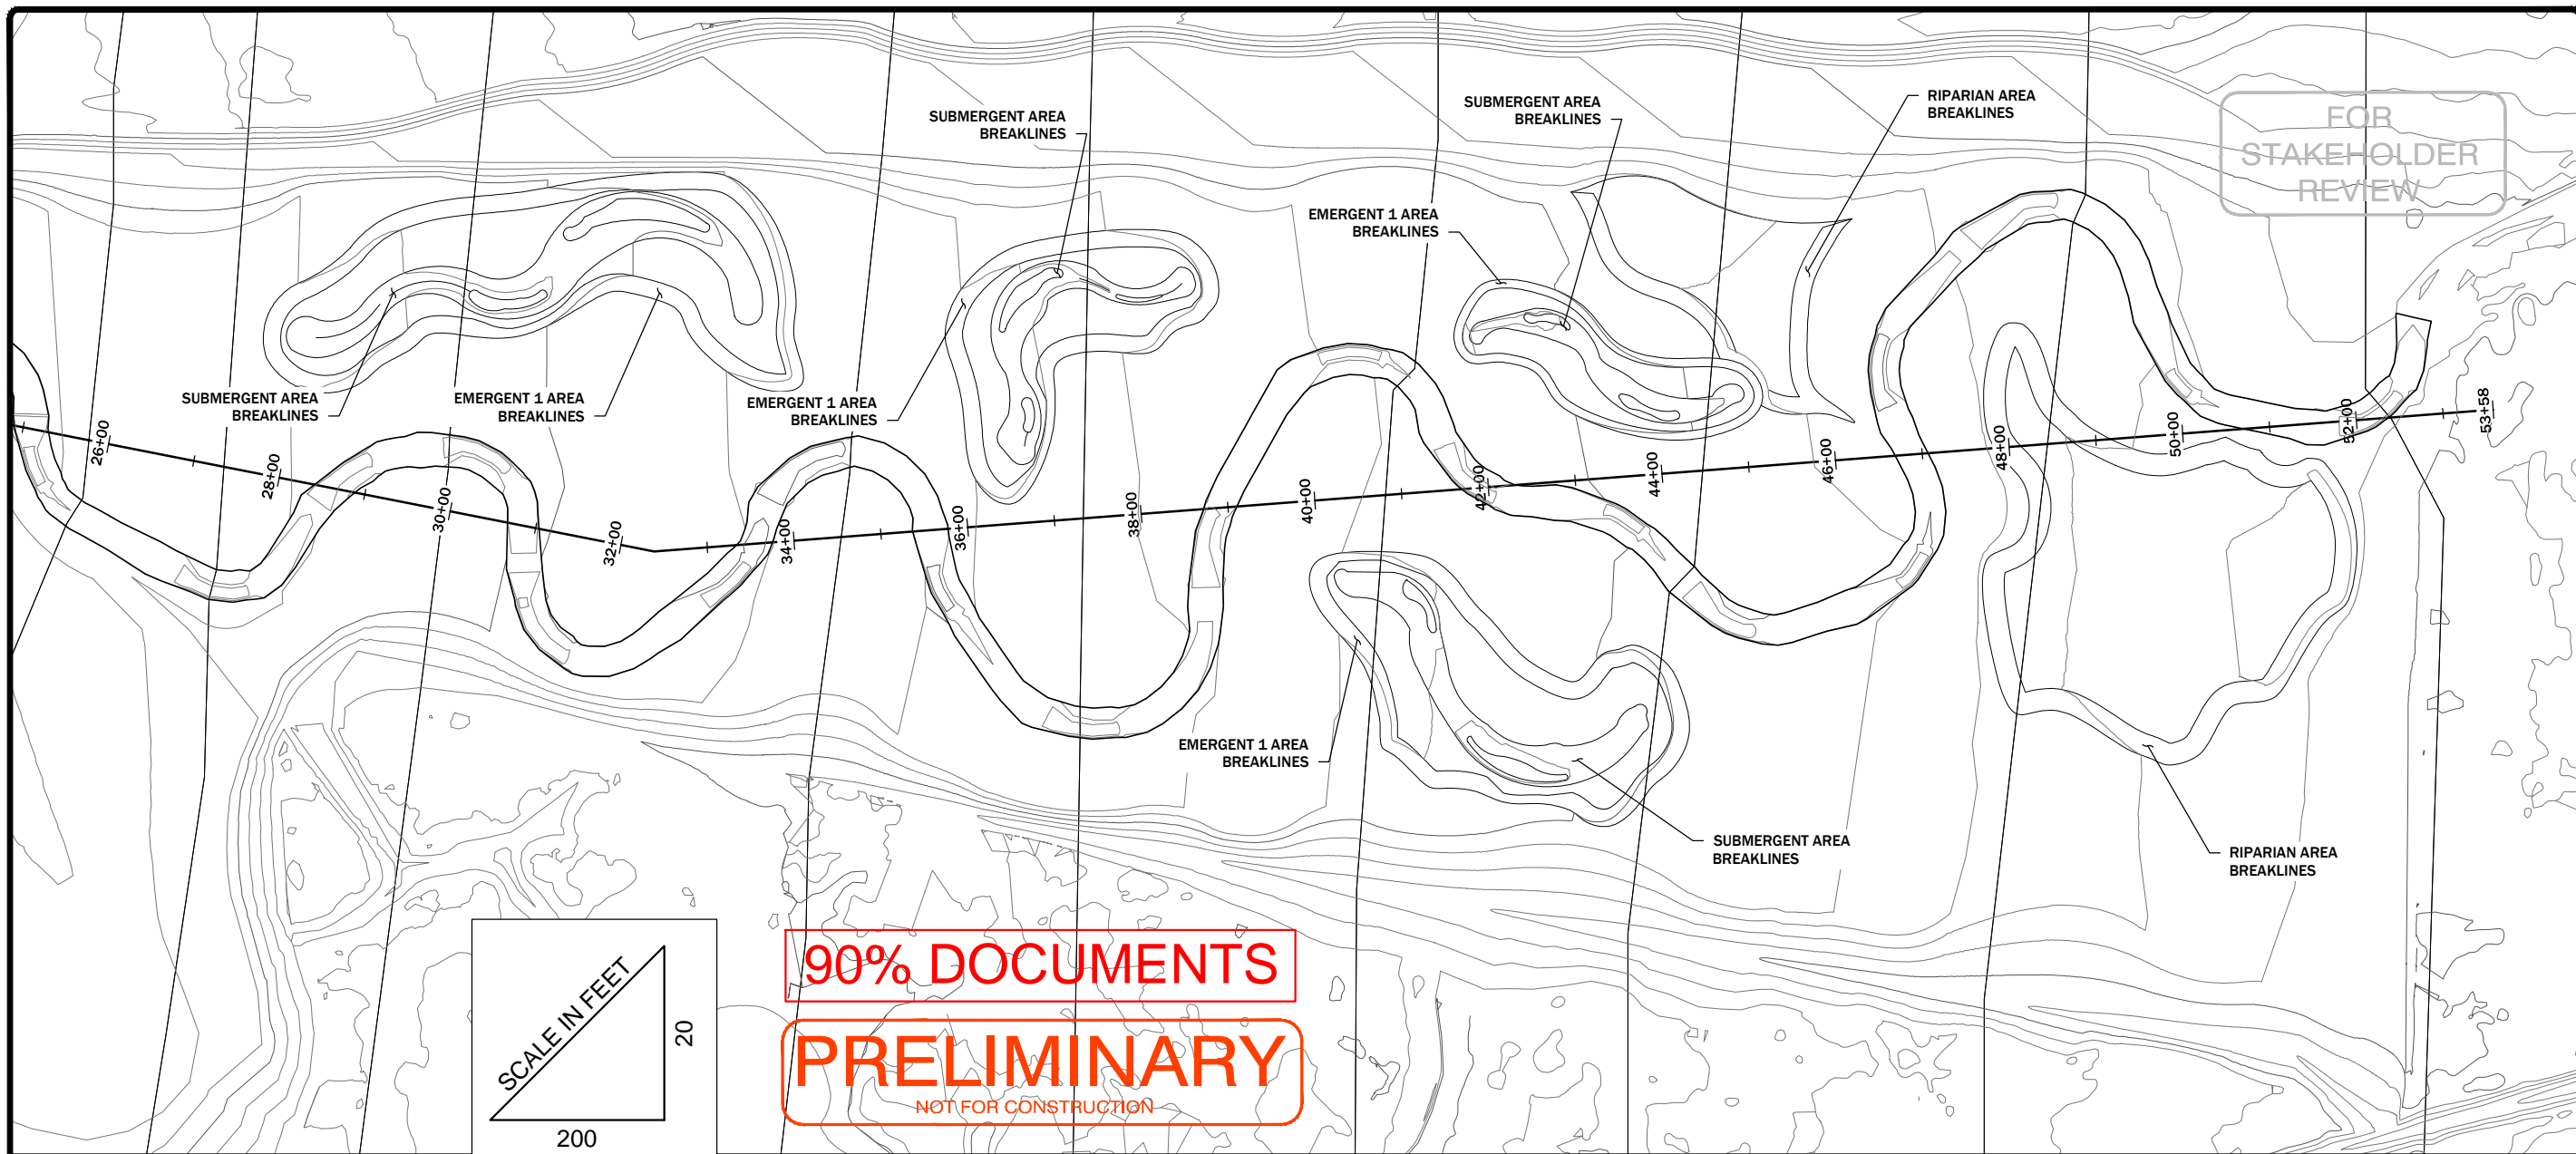 SUBMERGENT AREA
BREAKLINES
SUBMERGENT AREA
BREAKLINES
RIPARIAN AREA
BREAKLINES
FOR
STAKEHOLDER
REVIEW
EMERGENT 1 AREA
BREAKLINES
SUBMERGENT AREA
BREAKLINES
EMERGENT 1 AREA
BREAKLINES
EMERGENT 1 AREA
BREAKLINES
26+00
28+00
30+00
32+00
34+00
36+00
38+00
40+00
42+00
44+00
46+00
48+00
50+00
52+00
53+58
EMERGENT 1 AREA
BREAKLINES
SUBMERGENT AREA
BREAKLINES
RIPARIAN AREA
BREAKLINES
SCALE IN FEET
20
200
90% DOCUMENTS
PRELIMINARY
NOT FOR CONSTRUCTION